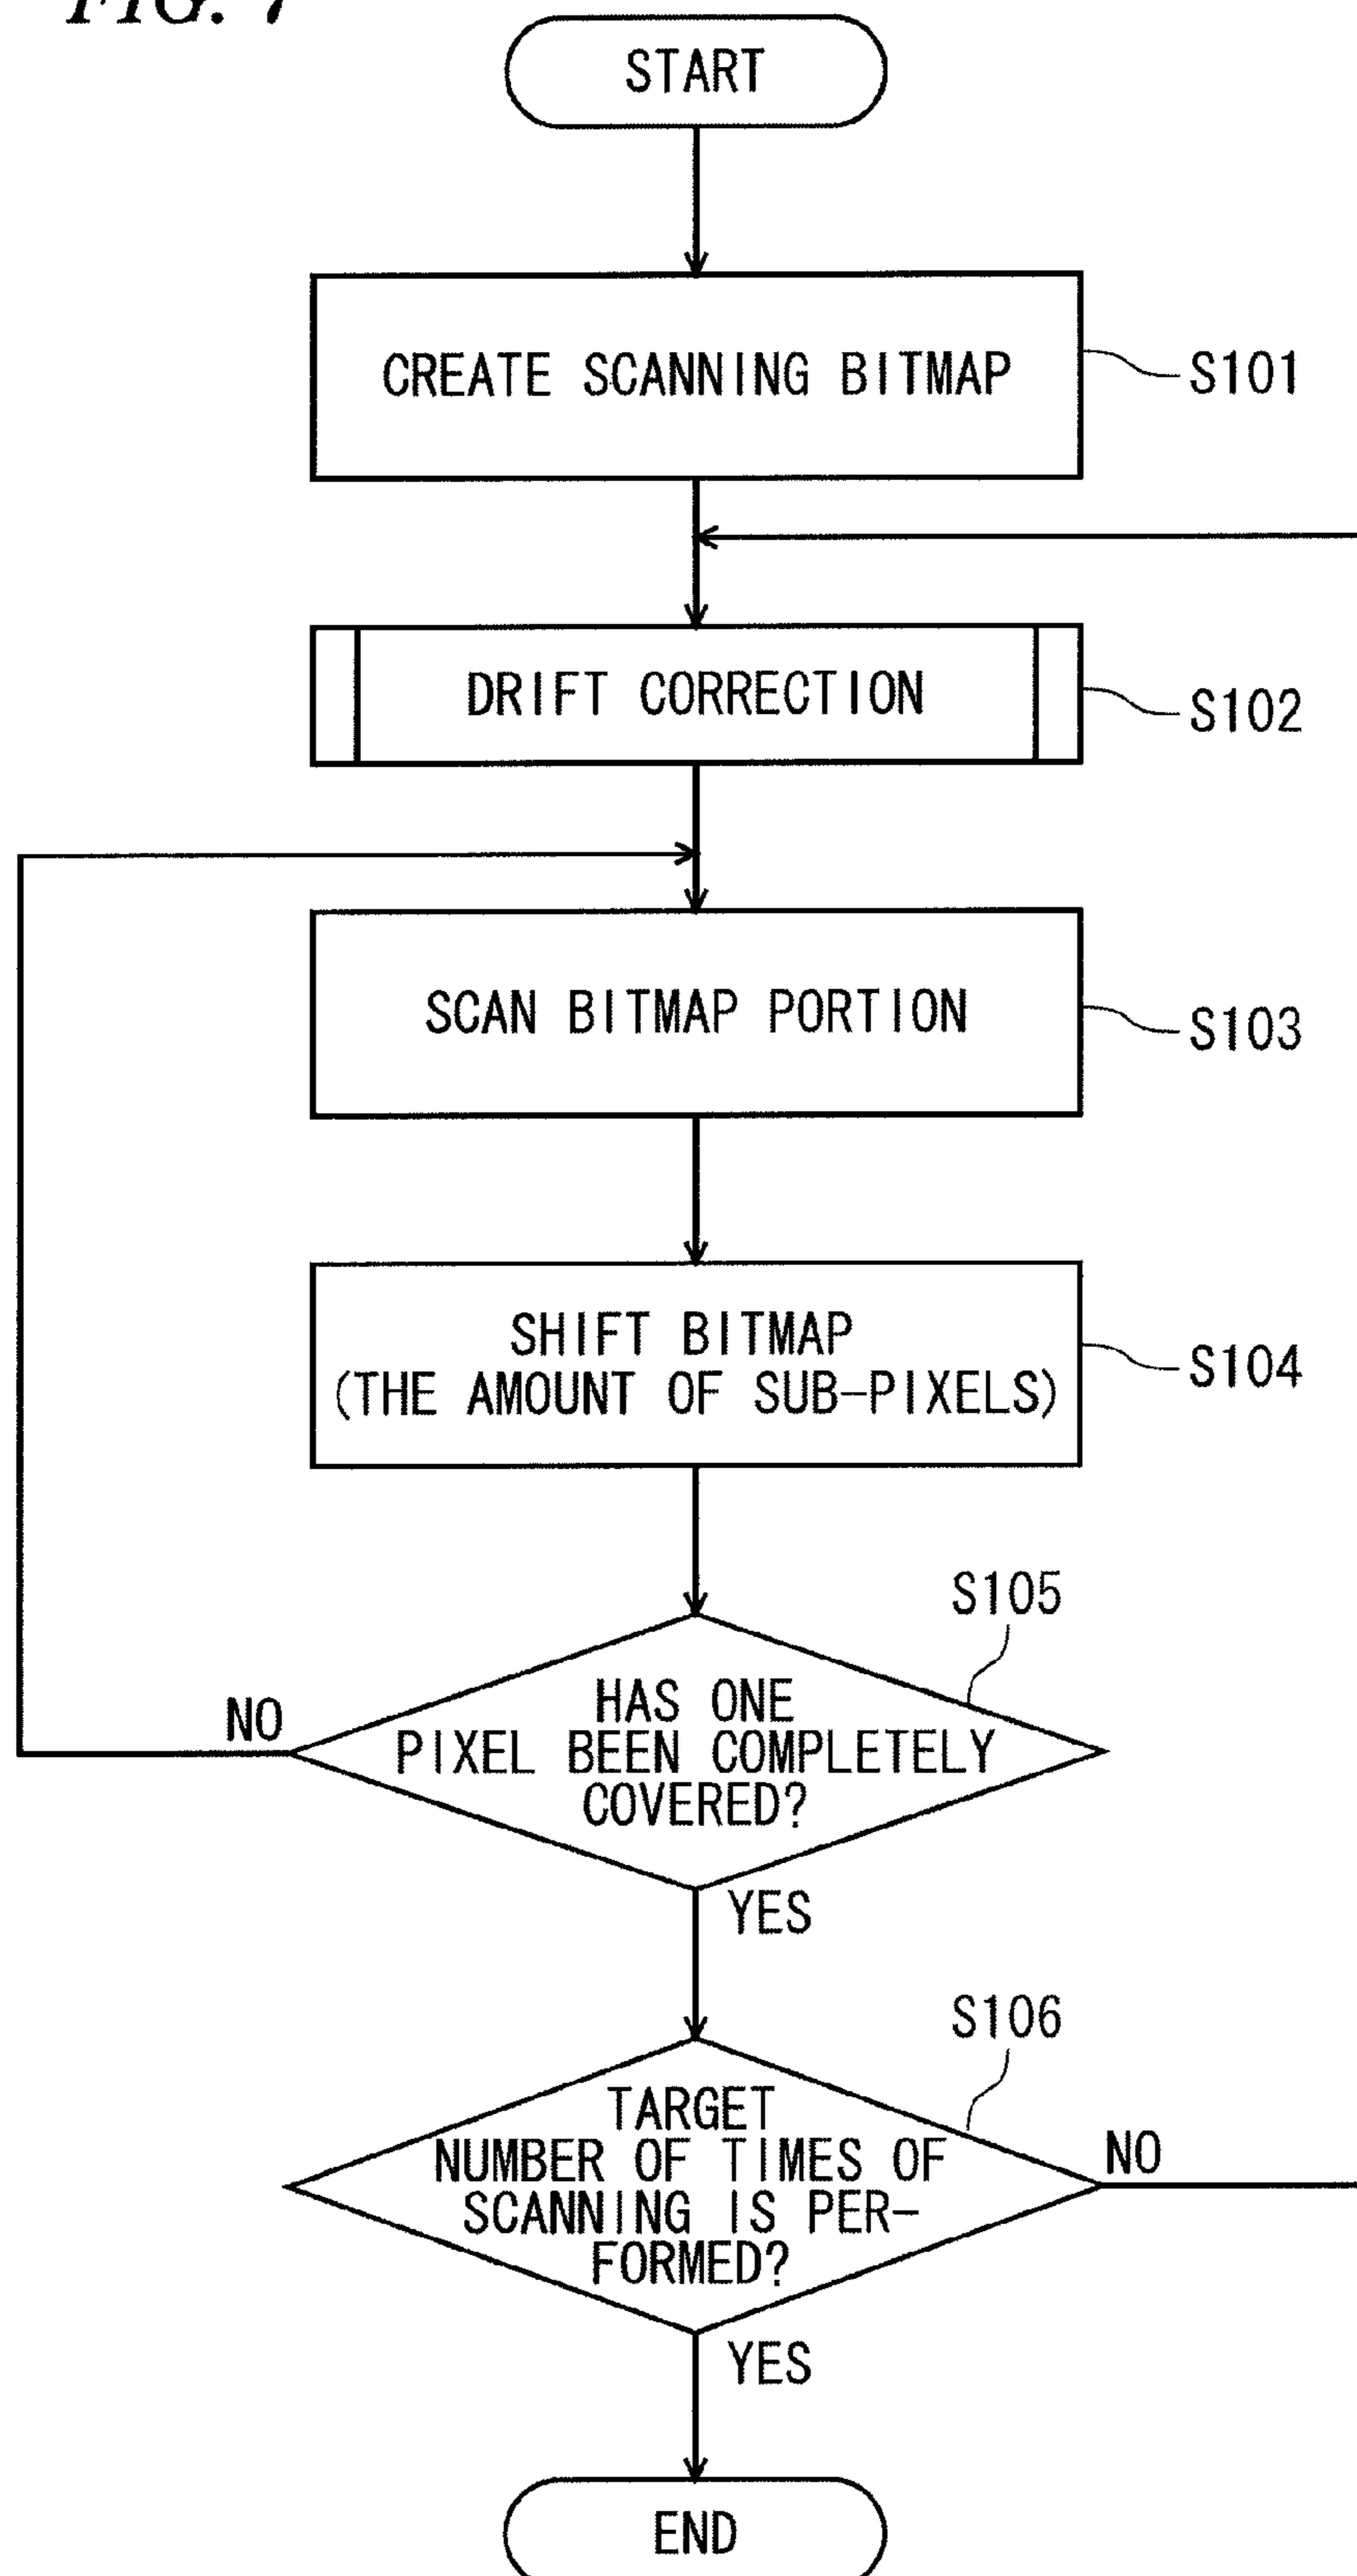 FIG. 7
START
CREATE SCANNING BITMAP
S101
DRIFT CORRECTION
S102
SCAN BITMAP PORTION
S103
SHIFT BITMAP
(THE AMOUNT OF SUB-PIXELS)
S104
S105
HAS ONE
PIXEL BEEN COMPLETELY
COVERED?
NO
YES
S106
TARGET
NUMBER OF TIMES OF
SCANNING IS PER-
FORMED?
NO
YES
END